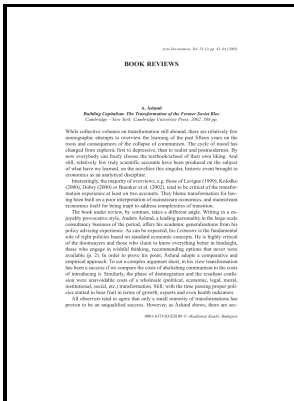 Acta Oeconomica, Vol. 53 (1) pp. 81–94 (2003)
BOOK REVIEWS
A. Åslund
Building Capitalism. The Transformation of the Former Soviet Bloc
Cambridge – New York: Cambridge University Press, 2002, 508 pp.
While collective volumes on transformation still abound, there are relatively few
monographic attempts to overview the learning of the past fifteen years on the
roots and consequences of the collapse of communism. The cycle of mood has
changed from euphoric first to depressive, than to realist and postmodernist. By
now everybody can freely choose the textbook/school of their own liking. And
still, relatively few truly scientific accounts have been produced on the subject
of what we have learned, on the novelties this singular, historic event brought to
economics as an analytical discipline.
Interestingly, the majority of overviews, e.g. those of Lavigne (1999), Kolodko
(2000), Dobry (2000) or Boenker et al. (2002), tend to be critical of the transfor-
mation experience at least on two accounts. They blame transformation for hav-
ing been built on a poor interpretation of mainstream economics, and mainstream
economics itself for being inapt to address complexities of transition.
The book under review, by contrast, takes a different angle. Writing in a en-
joyably provocative style, Anders Åslund, a leading personality in the large-scale
consultancy business of the period, offers his academic generalisations from his
policy advising experience. As can be expected, his Leitmotiv is the fundamental
role of right policies based on standard economic concepts. He is highly critical
of the doomsayers and those who claim to know everything better in hindsight,
those who engage in wishful thinking, recommending options that never were
available (p. 2). In order to prove his point, Åslund adopts a comparative and
empirical approach. To cut a complex argument short, in his view transformation
has been a success (if we compare the costs of abolishing communism to the costs
of introducing it). Similarly, the phase of disintegration and the resultant confu-
sion were unavoidable costs of a wholesale (political, economic, legal, moral,
institutional, social, etc.) transformation. Still, with the time passing proper poli-
cies started to bear fruit in terms of growth, exports and even health indicators.
All observers tend to agree that only a small minority of transformations has
proven to be an unqualified success. However, as Åslund shows, there are sec-
0001-6373/03/$20.00 © Akadémiai Kiadó, Budapest